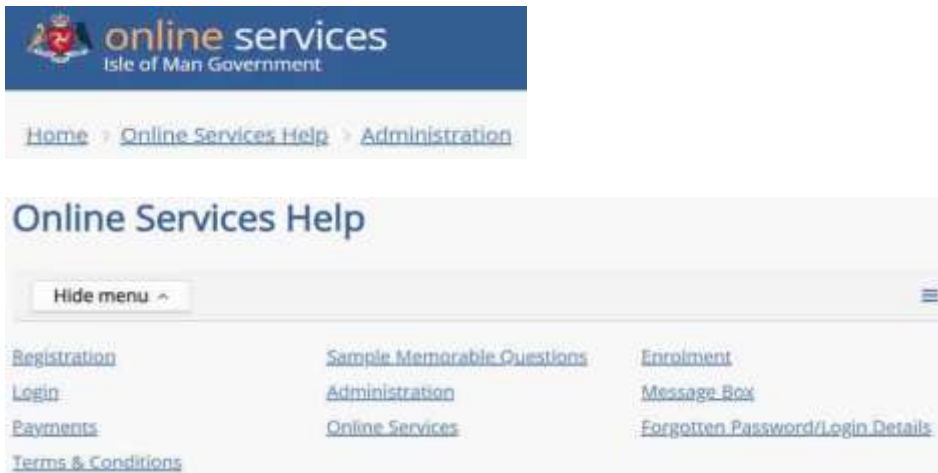 online services
Isle of Man Government
Home > Online Services Help > Administration
Online Services Help
Hide menu
Registration Sample Memorable Questions Enrolment
Login Administration Message Box
Payments Online Services Forgotten Password/Login Details
Terms & Conditions